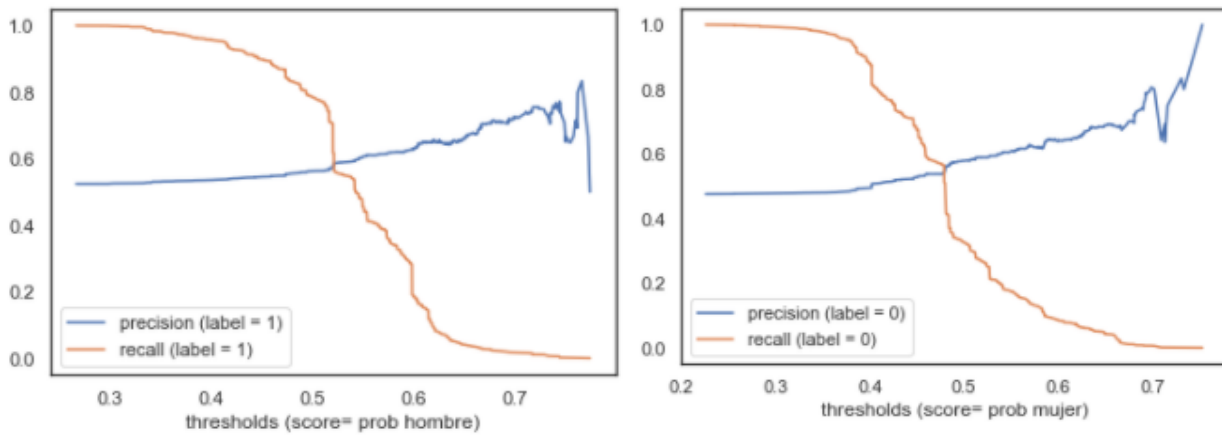 1.0
0.8
0.6
0.4
0.2
0.0
precision (label = 1)
recall (label = 1)
0.3 0.4 0.5 0.6 0.7
thresholds (score= prob hombre)
1.0
0.8
0.6
0.4
0.2
0.0
precision (label = 0)
recall (label = 0)
0.2 0.3 0.4 0.5 0.6 0.7
thresholds (score= prob mujer)